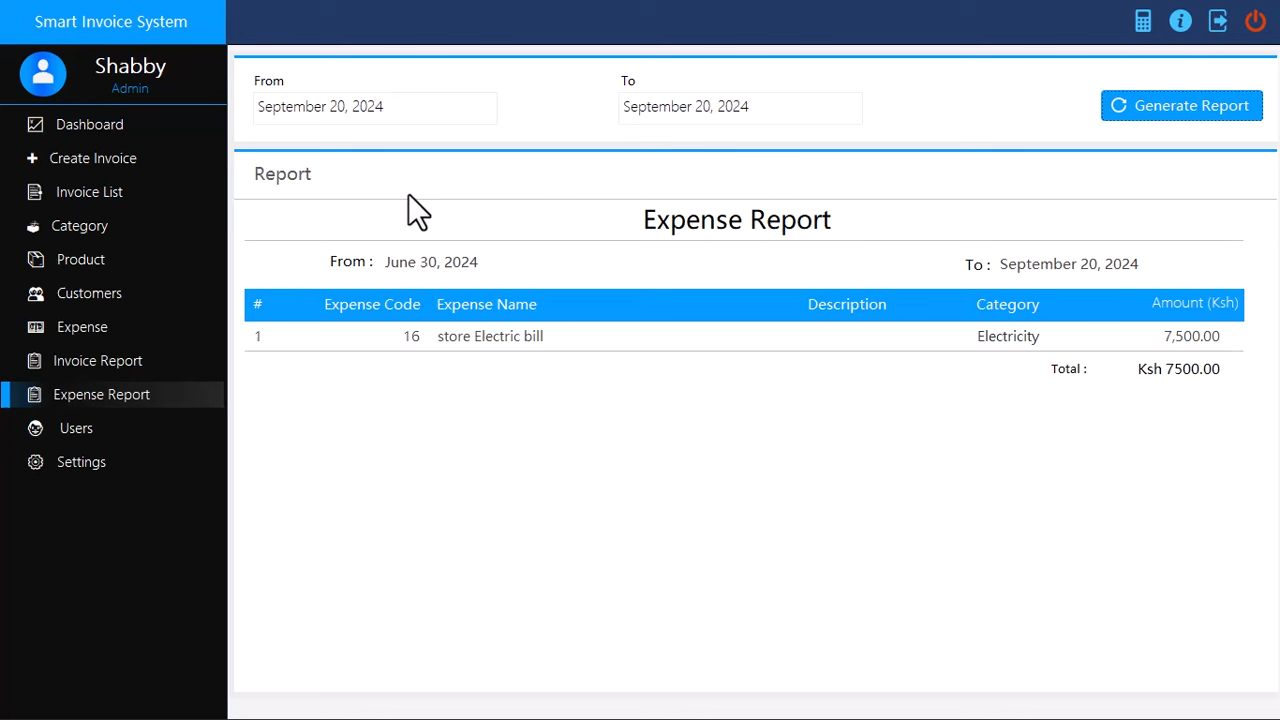 Smart Invoice System
Shabby
Admin
Dashboard
Create Invoice
Invoice List
Category
Product
Customers
Expense
Invoice Report
Expense Report
Users
Settings
From To
September 20, 2024 September 20, 2024 Generate Report
Report
Expense Report
From : June 30, 2024 To : September 20, 2024
# Expense Code Expense Name Description Category Amount (Ksh)
1 16 store Electric bill Electricity 7,500.00
Total : Ksh 7500.00